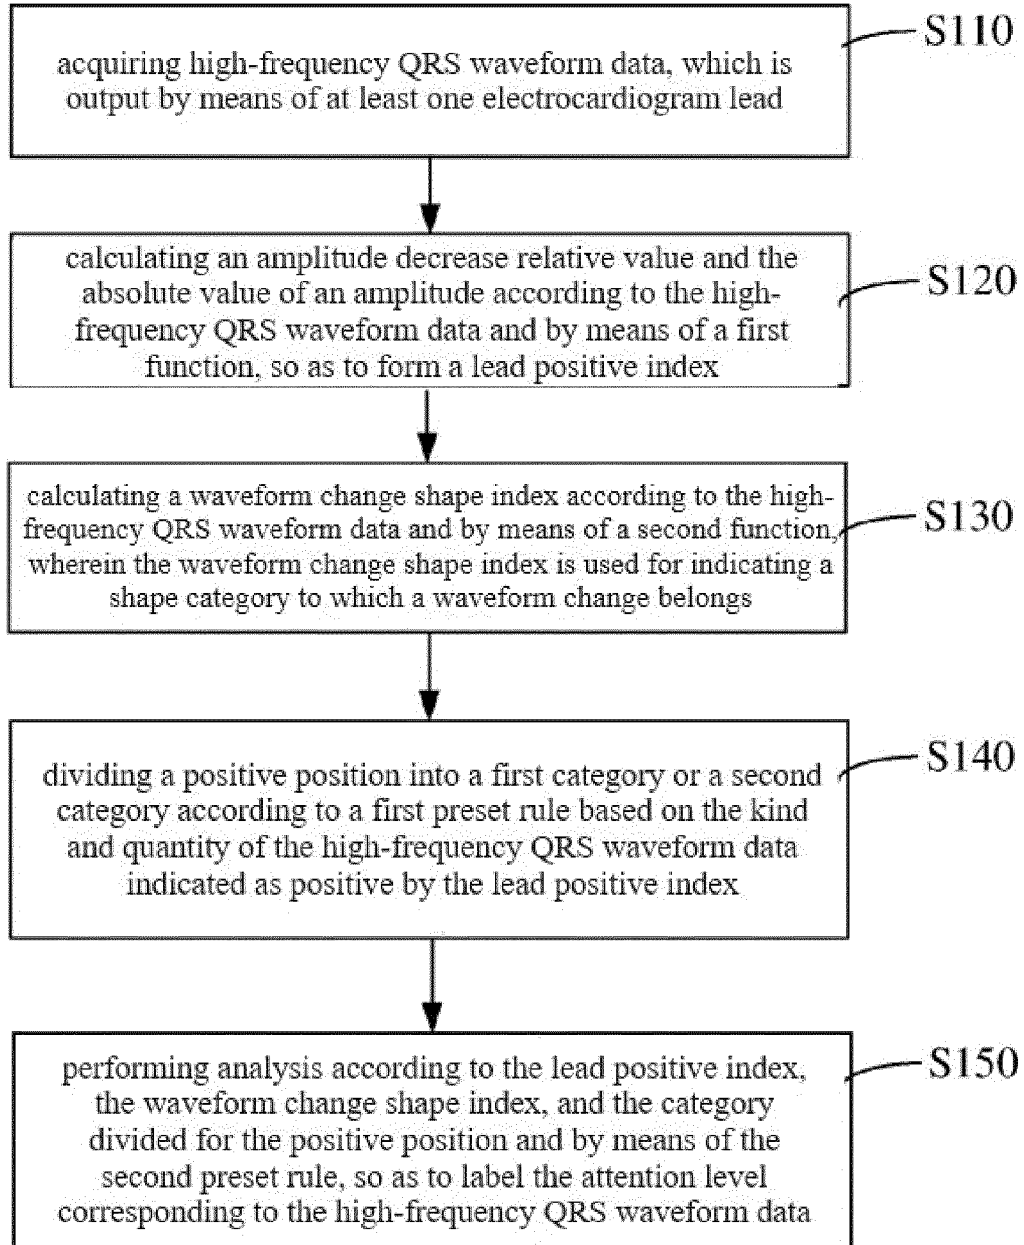 S110
acquiring high-frequency QRS waveform data, which is
output by means of at least one electrocardiogram lead
S120
calculating an amplitude decrease relative value and the
absolute value of an amplitude according to the high-
frequency QRS waveform data and by means of a first
function, so as to form a lead positive index
S130
calculating a waveform change shape index according to the high-
frequency QRS waveform data and by means of a second function,
wherein the waveform change shape index is used for indicating a
shape category to which a waveform change belongs
S140
dividing a positive position into a first category or a second
category according to a first preset rule based on the kind
and quantity of the high-frequency QRS waveform data
indicated as positive by the lead positive index
S150
performing analysis according to the lead positive index,
the waveform change shape index, and the category
divided for the positive position and by means of the
second preset rule, so as to label the attention level
corresponding to the high-frequency QRS waveform data